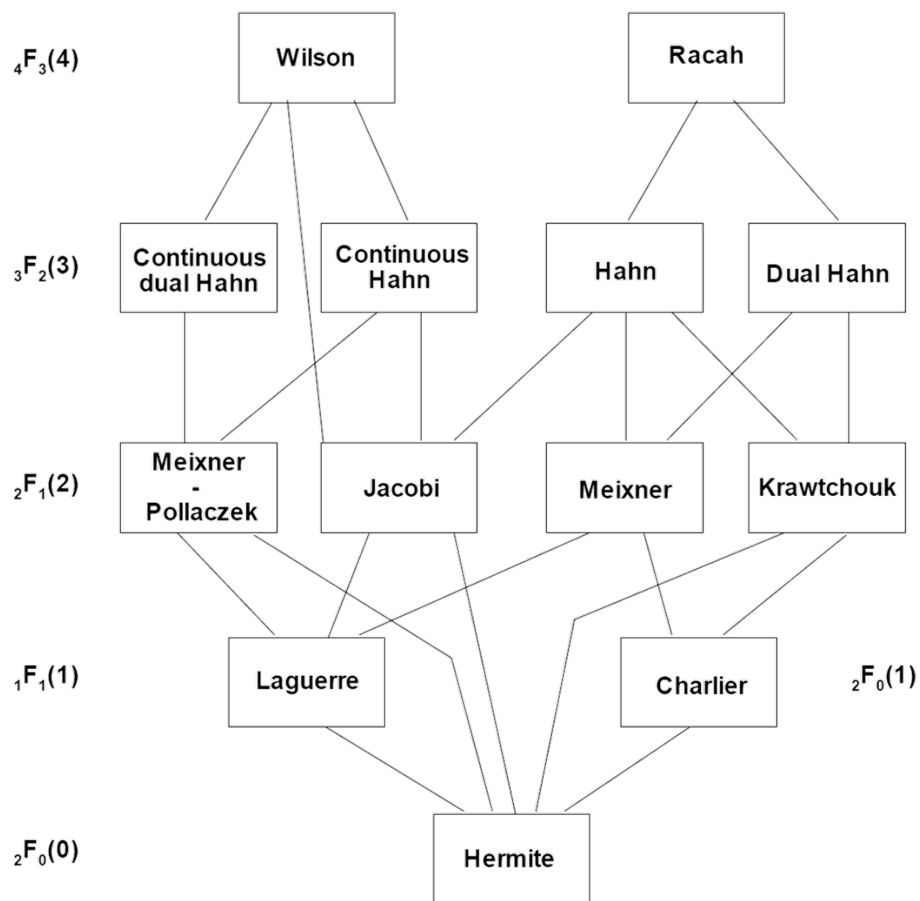 ₄F₃(4)
Wilson
Racah
₃F₂(3)
Continuous
dual Hahn
Continuous
Hahn
Hahn
Dual Hahn
₂F₁(2)
Meixner
-
Pollaczek
Jacobi
Meixner
Krawtchouk
₁F₁(1)
Laguerre
Charlier
₂F₀(1)
₂F₀(0)
Hermite